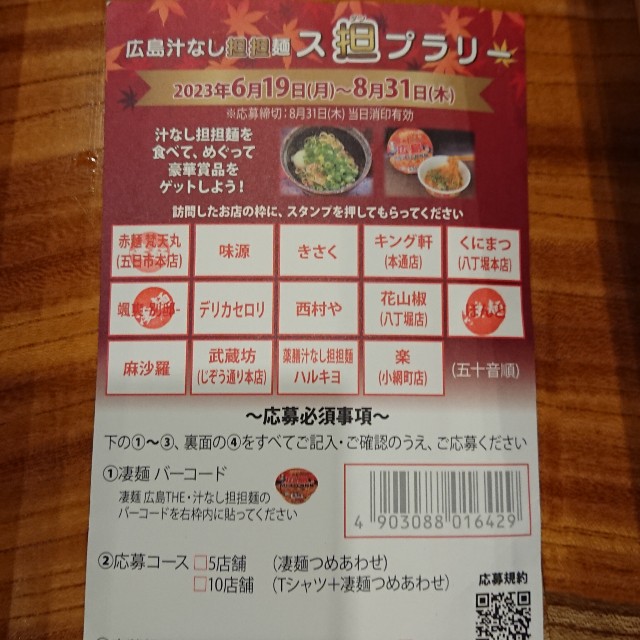 広島汁なし担担麺 ス担プラリー
2023年6月19日(月)〜8月31日(木)
※応募締切：8月31日(木) 当日消印有効
汁なし担担麺を
食べて、めぐって
豪華賞品を
ゲットしよう！
訪問したお店の枠に、スタンプを押してもらってください
赤麺 梵天丸
(五日市本店)
味源
きさく
キング軒
(本通店)
くにまつ
(八丁堀本店)
デリカセロリ
西村や
花山椒
(八丁堀店)
麻沙羅
武蔵坊
(じぞう通り本店)
薬膳汁なし担担麺
ハルキヨ
楽
(小網町店)
(五十音順)
〜応募必須事項〜
下の①〜③、裏面の④をすべてご記入・ご確認のうえ、ご応募ください
①凄麺 バーコード
凄麺 広島THE・汁なし担担麺の
バーコードを右枠内に貼ってください
4 903088 016429
②応募コース □5店舗 (凄麺つめあわせ)
□10店舗 (Tシャツ＋凄麺つめあわせ)
応募規約